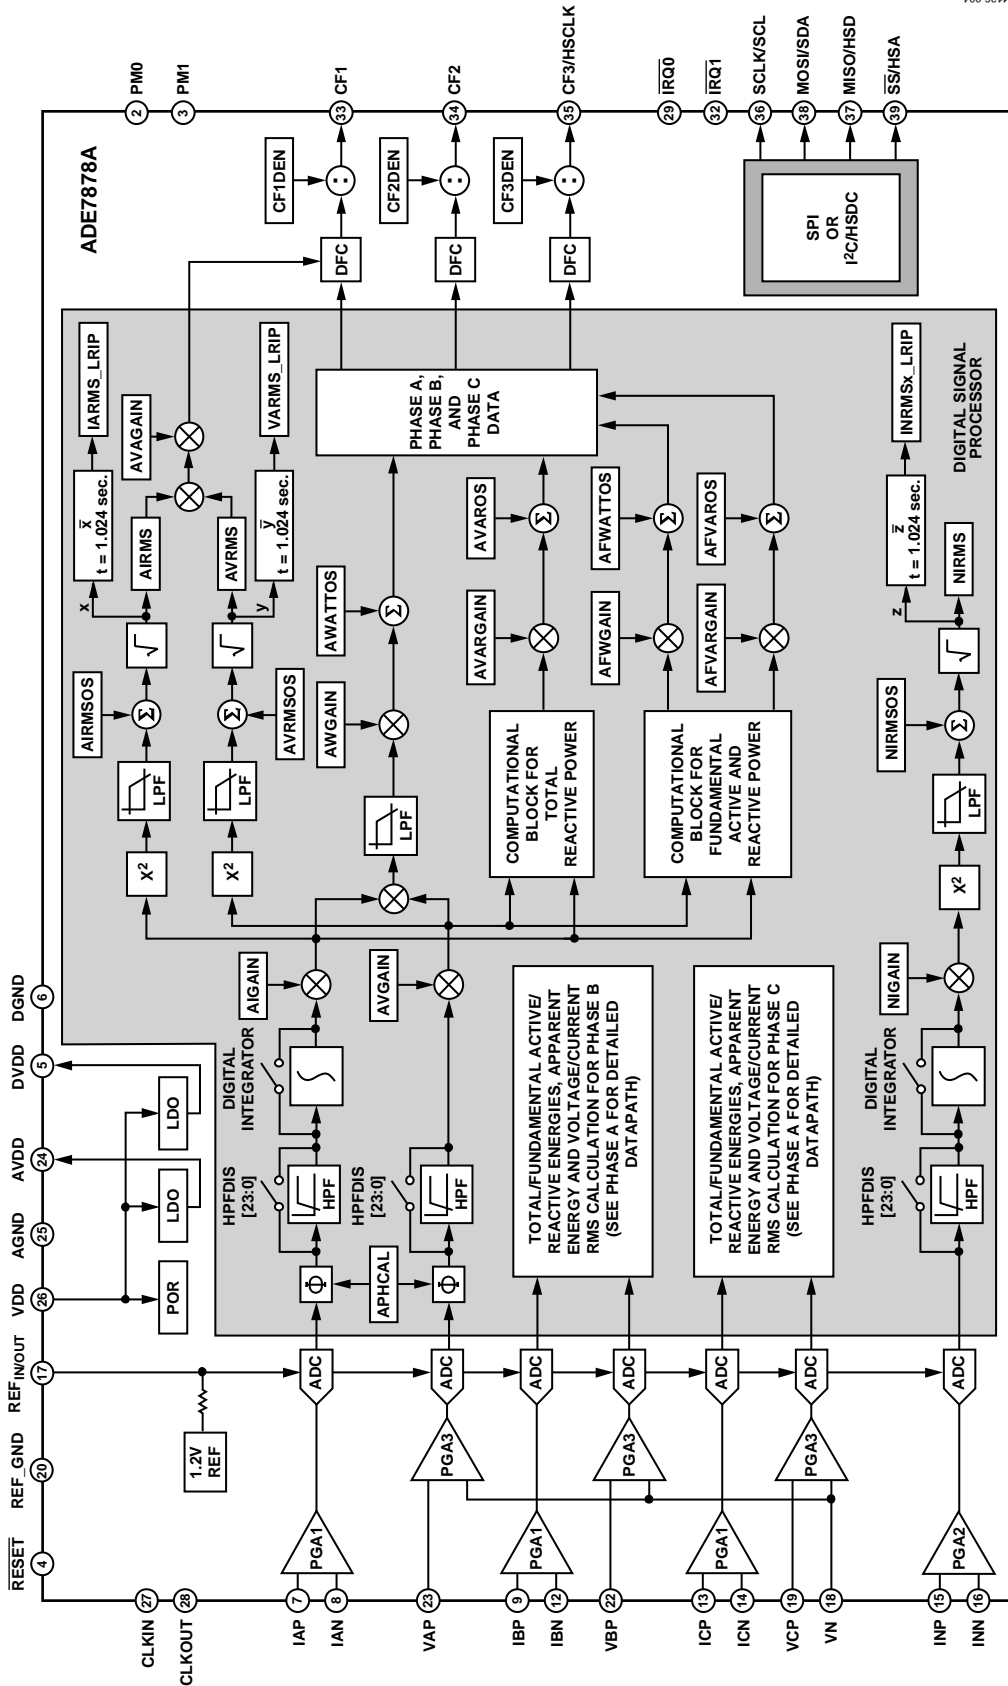 RESET
4
REF_GND
20
REF IN/OUT
17
VDD
26
AGND
25
AVDD
24
DVDD
5
DGND
6
ADE7878A
CLKIN
27
CLKOUT
28
1.2V
REF
POR
LDO
LDO
PM0
2
PM1
3
IAP
7
IAN
8
PGA1
ADC
Φ
HPFDIS
[23:0]
HPF
DIGITAL
INTEGRATOR
AIGAIN
APHCAL
VAP
23
PGA3
ADC
Φ
HPFDIS
[23:0]
HPF
AVGAIN
X²
LPF
AIRMSOS
Σ
√
x
x
t = 1.024 sec.
IARMS_LRIP
AIRMS
AVAGAIN
X²
LPF
AVRMSOS
Σ
√
AVRMS
y
y
t = 1.024 sec.
VARMS_LRIP
LPF
AWGAIN
AWATTOS
Σ
COMPUTATIONAL
BLOCK FOR
TOTAL
REACTIVE POWER
AVARGAIN
AVAROS
Σ
COMPUTATIONAL
BLOCK FOR
FUNDAMENTAL
ACTIVE AND
REACTIVE POWER
AFWGAIN
AFWATTOS
Σ
AFVARGAIN
AFVAROS
Σ
PHASE A,
PHASE B,
AND
PHASE C
DATA
DFC
CF1DEN
:
33
CF1
DFC
CF2DEN
:
34
CF2
DFC
CF3DEN
:
35
CF3/HSCLK
29
IRQ0
32
IRQ1
36
SCLK/SCL
38
MOSI/SDA
37
MISO/HSD
39
SS/HSA
SPI
OR
I²C/HSDC
IBP
9
IBN
12
PGA1
ADC
VBP
22
PGA3
ADC
TOTAL/FUNDAMENTAL ACTIVE/
REACTIVE ENERGIES, APPARENT
ENERGY AND VOLTAGE/CURRENT
RMS CALCULATION FOR PHASE B
(SEE PHASE A FOR DETAILED
DATAPATH)
ICP
13
ICN
14
PGA1
ADC
VCP
19
VN
18
PGA3
ADC
TOTAL/FUNDAMENTAL ACTIVE/
REACTIVE ENERGIES, APPARENT
ENERGY AND VOLTAGE/CURRENT
RMS CALCULATION FOR PHASE C
(SEE PHASE A FOR DETAILED
DATAPATH)
INP
15
INN
16
PGA2
ADC
HPFDIS
[23:0]
HPF
DIGITAL
INTEGRATOR
NIGAIN
X²
LPF
NIRMSOS
Σ
√
NIRMS
z
z
t = 1.024 sec.
INRMSx_LRIP
DIGITAL SIGNAL
PROCESSOR